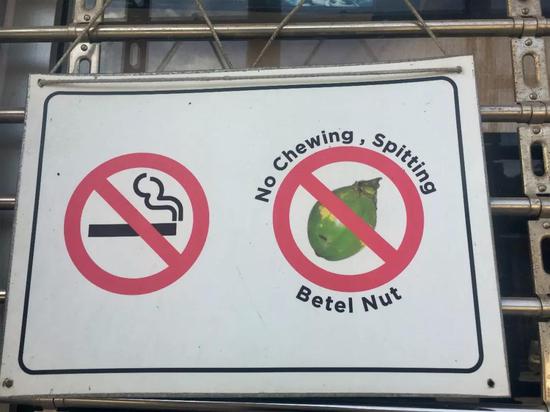 No Chewing , Spitting
Betel Nut